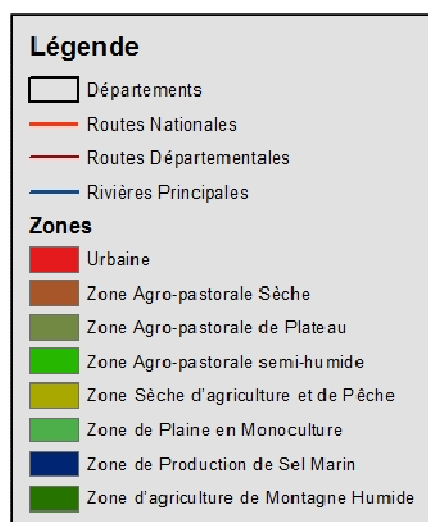 Légende
Départements
Routes Nationales
Routes Départementales
Rivières Principales
Zones
Urbaine
Zone Agro-pastorale Sèche
Zone Agro-pastorale de Plateau
Zone Agro-pastorale semi-humide
Zone Sèche d'agriculture et de Pêche
Zone de Plaine en Monoculture
Zone de Production de Sel Marin
Zone d'agriculture de Montagne Humide